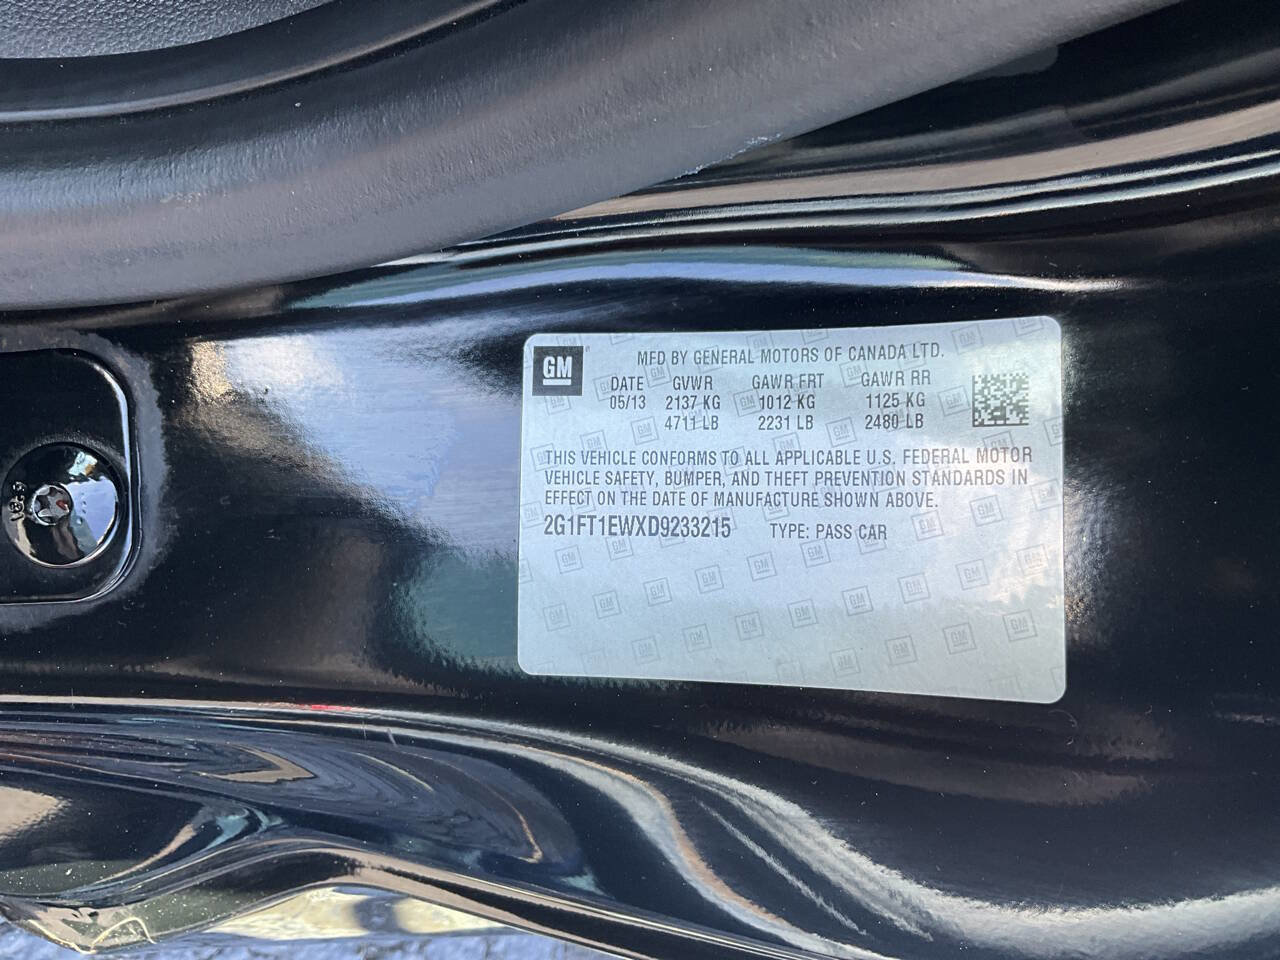 GM
MFD BY GENERAL MOTORS OF CANADA LTD.
DATE GVWR GAWR FRT GAWR RR
05/13 2137 KG 1012 KG 1125 KG
4711 LB 2231 LB 2480 LB
THIS VEHICLE CONFORMS TO ALL APPLICABLE U.S. FEDERAL MOTOR
VEHICLE SAFETY, BUMPER, AND THEFT PREVENTION STANDARDS IN
EFFECT ON THE DATE OF MANUFACTURE SHOWN ABOVE.
2G1FT1EWXD9233215 TYPE: PASS CAR